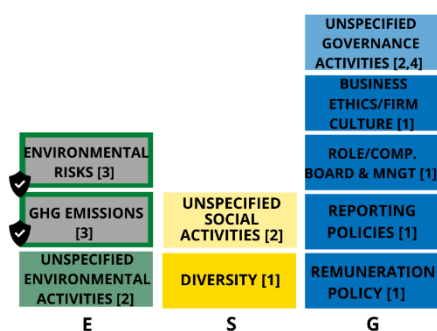 UNSPECIFIED
GOVERNANCE
ACTIVITIES [2,4]
BUSINESS
ETHICS/FIRM
CULTURE [1]
ENVIRONMENTAL
RISKS [3]
ROLE/COMP.
BOARD & MNGT [1]
GHG EMISSIONS
[3]
UNSPECIFIED
SOCIAL
ACTIVITIES [2]
REPORTING
POLICIES [1]
UNSPECIFIED
ENVIRONMENTAL
ACTIVITIES [2]
DIVERSITY [1]
REMUNERATION
POLICY [1]
E
S
G